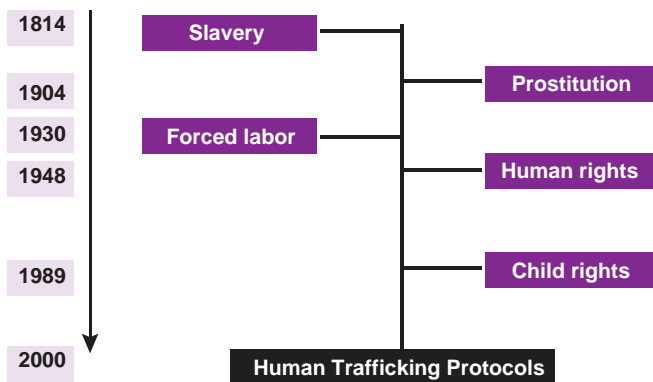 1814
Slavery
1904
Prostitution
1930
Forced labor
1948
Human rights
1989
Child rights
2000
Human Trafficking Protocols